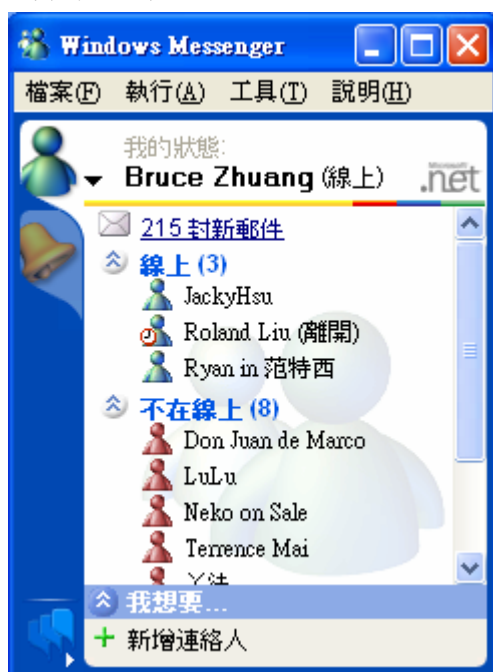 Windows Messenger
檔案(F) 執行(A) 工具(T) 說明(H)
我的狀態:
Bruce Zhuang (線上)
Microsoft
.net
215 封新郵件
線上 (3)
JackyHsu
Roland Liu (離開)
Ryan in 范特西
不在線上 (8)
Don Juan de Marco
LuLu
Neko on Sale
Terrence Mai
我想要...
新增連絡人